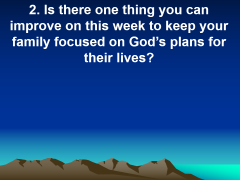 2. Is there one thing you can
improve on this week to keep your
family focused on God's plans for
their lives?